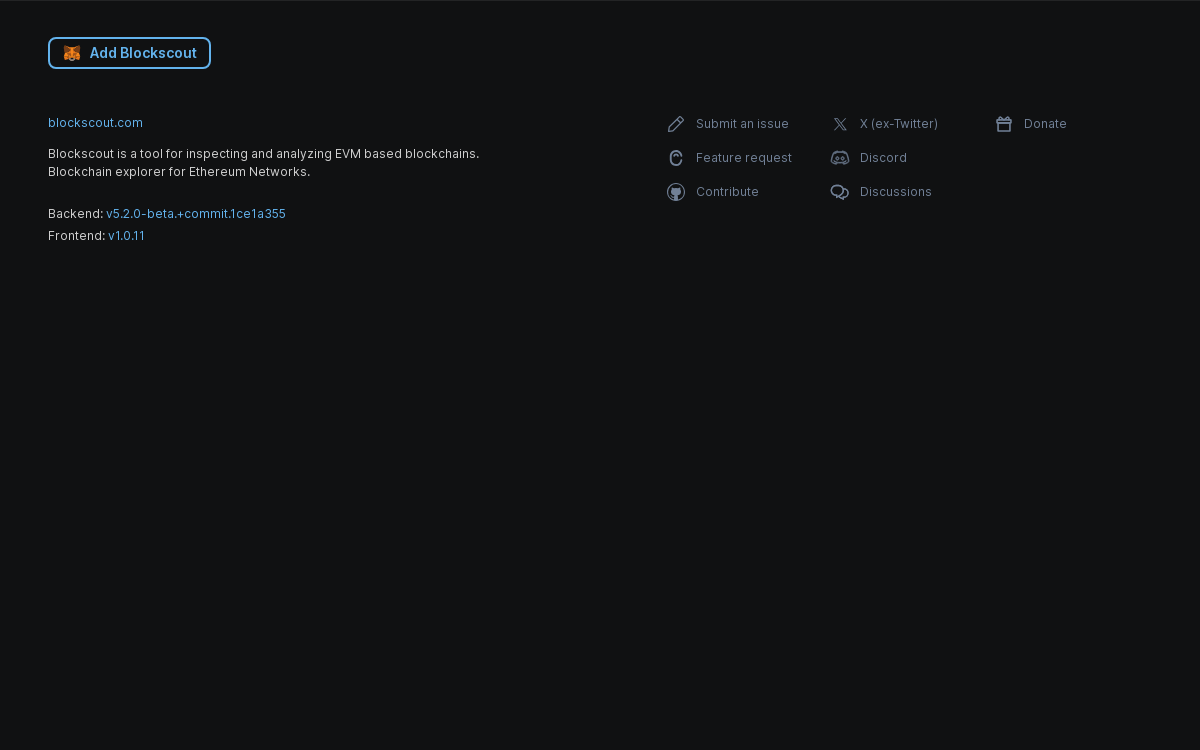 Add Blockscout
blockscout.com
Blockscout is a tool for inspecting and analyzing EVM based blockchains.
Blockchain explorer for Ethereum Networks.
Backend: v5.2.0-beta.+commit.1ce1a355
Frontend: v1.0.11
Submit an issue
Feature request
Contribute
X (ex-Twitter)
Discord
Discussions
Donate